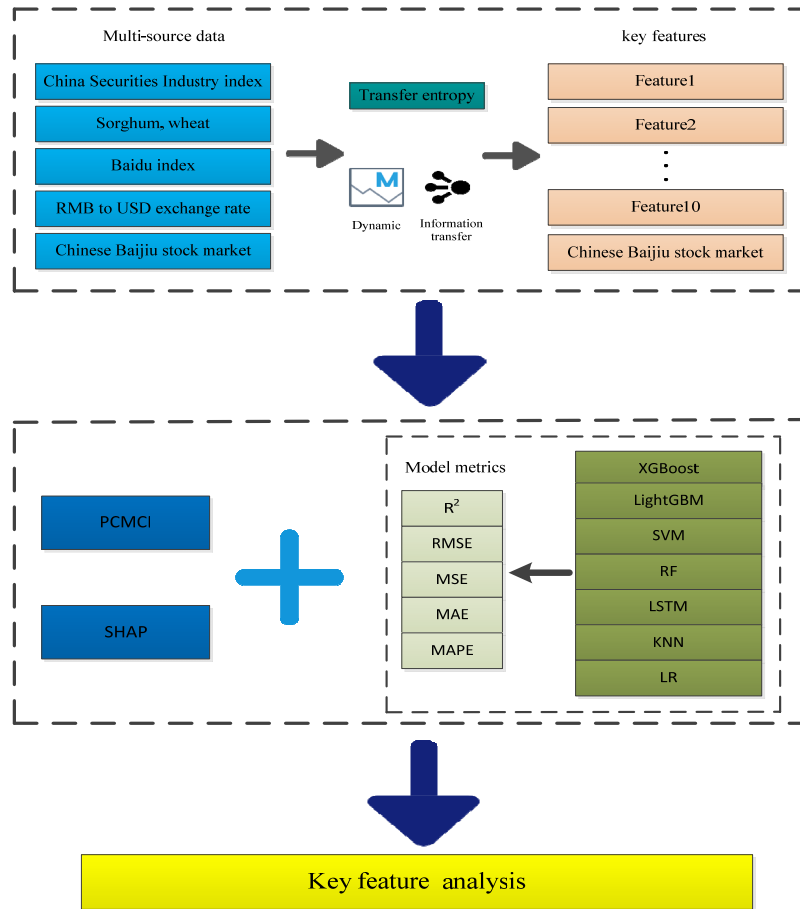 Multi-source data
China Securities Industry index
Sorghum, wheat
Baidu index
RMB to USD exchange rate
Chinese Baijiu stock market
Transfer entropy
M
Dynamic
Information
transfer
key features
Feature1
Feature2
Feature10
Chinese Baijiu stock market
PCMCI
SHAP
Model metrics
R²
RMSE
MSE
MAE
MAPE
XGBoost
LightGBM
SVM
RF
LSTM
KNN
LR
Key feature analysis